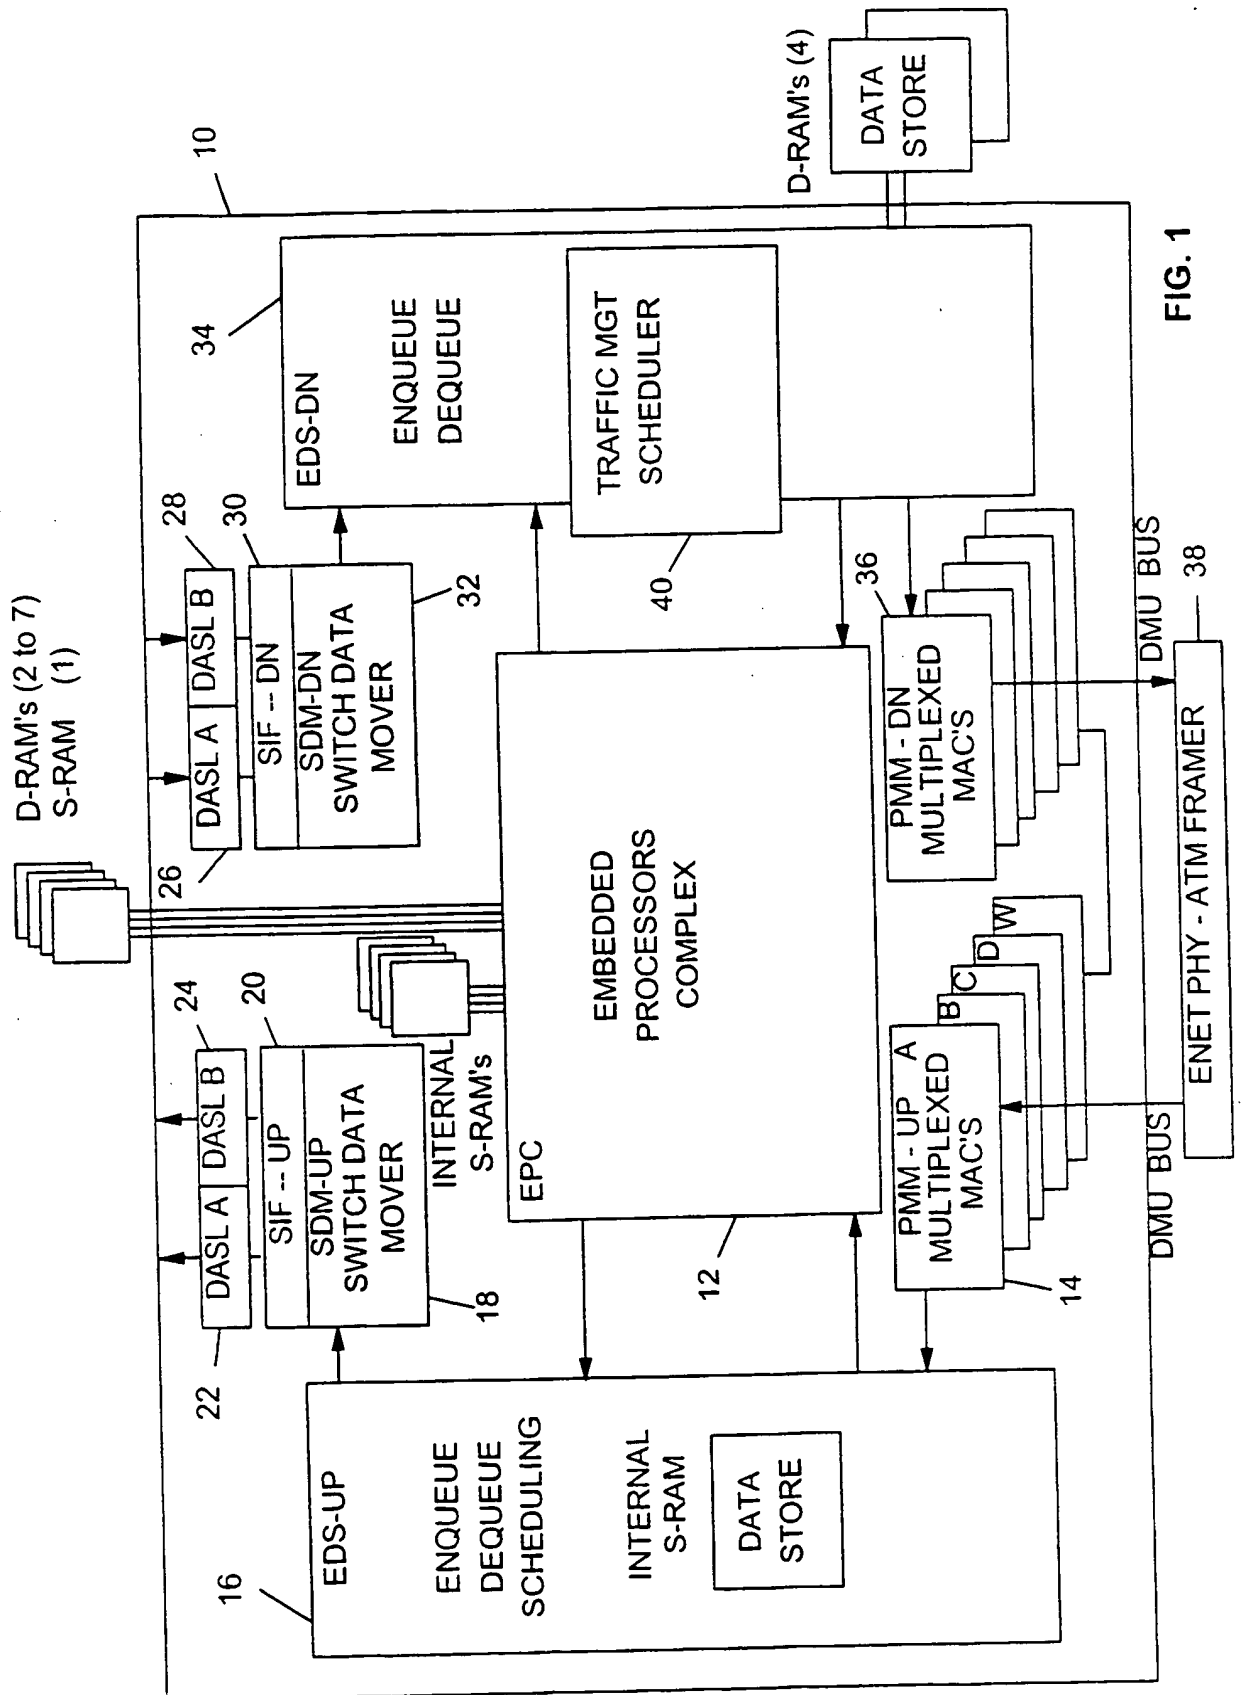 D-RAM's (2 to 7)
S-RAM (1)
10
22
DASL A
DASL B
24
SIF -- UP
20
SDM-UP
SWITCH DATA
MOVER
18
INTERNAL
S-RAM's
26
DASL A
DASL B
28
SIF -- DN
30
SDM-DN
SWITCH DATA
MOVER
32
16
EDS-UP
ENQUEUE
DEQUEUE
SCHEDULING
INTERNAL
S-RAM
DATA
STORE
EPC
EMBEDDED
PROCESSORS
COMPLEX
12
34
EDS-DN
ENQUEUE
DEQUEUE
TRAFFIC MGT
SCHEDULER
40
D-RAM's (4)
DATA
STORE
PMM - UP A
MULTIPLEXED
MAC'S
B
C
D
W
14
PMM - DN
MULTIPLEXED
MAC'S
36
DMU BUS
DMU BUS
ENET PHY - ATM FRAMER
38
FIG. 1